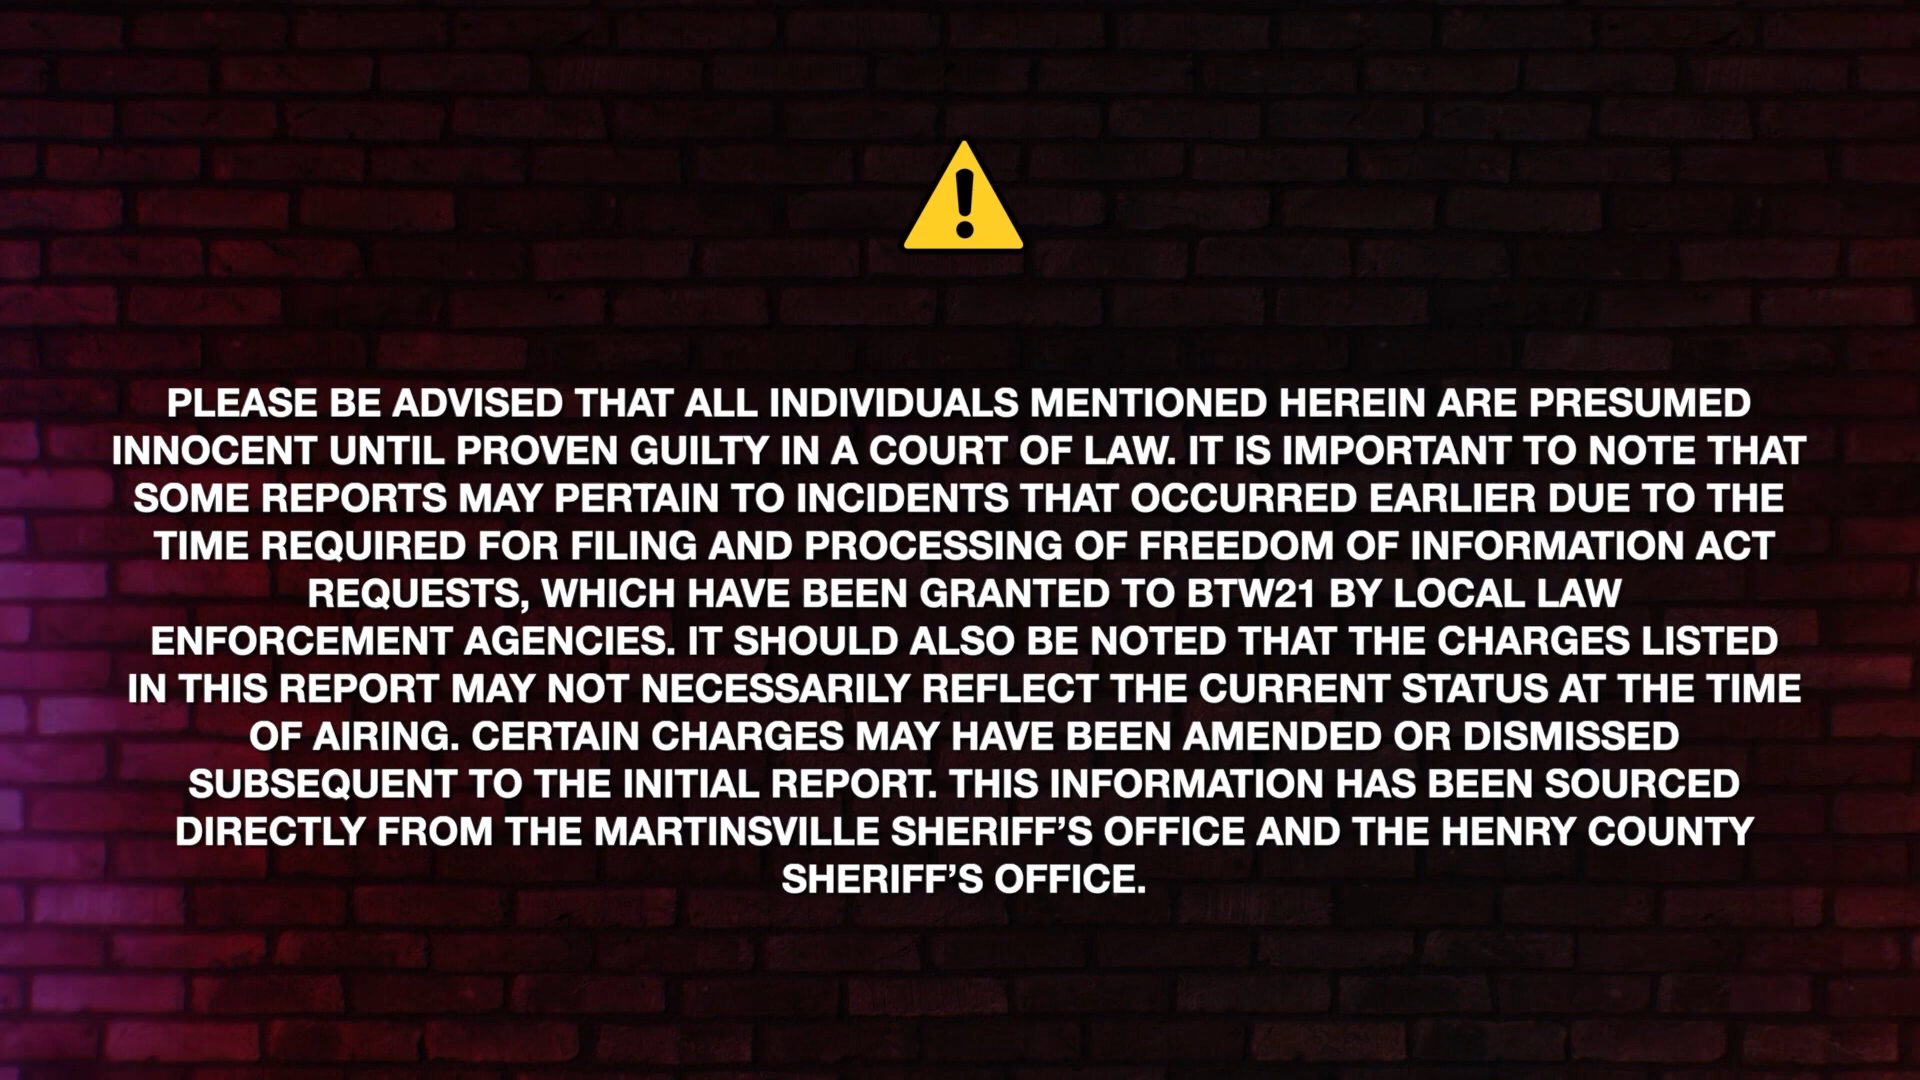 PLEASE BE ADVISED THAT ALL INDIVIDUALS MENTIONED HEREIN ARE PRESUMED
INNOCENT UNTIL PROVEN GUILTY IN A COURT OF LAW. IT IS IMPORTANT TO NOTE THAT
SOME REPORTS MAY PERTAIN TO INCIDENTS THAT OCCURRED EARLIER DUE TO THE
TIME REQUIRED FOR FILING AND PROCESSING OF FREEDOM OF INFORMATION ACT
REQUESTS, WHICH HAVE BEEN GRANTED TO BTW21 BY LOCAL LAW
ENFORCEMENT AGENCIES. IT SHOULD ALSO BE NOTED THAT THE CHARGES LISTED
IN THIS REPORT MAY NOT NECESSARILY REFLECT THE CURRENT STATUS AT THE TIME
OF AIRING. CERTAIN CHARGES MAY HAVE BEEN AMENDED OR DISMISSED
SUBSEQUENT TO THE INITIAL REPORT. THIS INFORMATION HAS BEEN SOURCED
DIRECTLY FROM THE MARTINSVILLE SHERIFF’S OFFICE AND THE HENRY COUNTY
SHERIFF’S OFFICE.